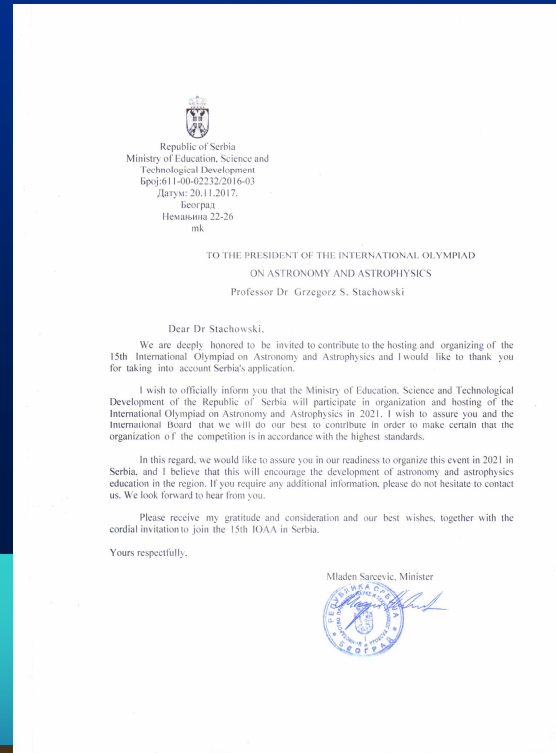 Republic of Serbia
Ministry of Education, Science and
Technological Development
Број:611-00-02232/2016-03
Датум: 20.11.2017.
Београд
Немањина 22-26
mk
TO THE PRESIDENT OF THE INTERNATIONAL OLYMPIAD
ON ASTRONOMY AND ASTROPHYSICS
Professor Dr Grzegorz S. Stachowski
Dear Dr Stachowski,
We are deeply honored to be invited to contribute to the hosting and organizing of the
15th International Olympiad on Astronomy and Astrophysics and I would like to thank you
for taking into account Serbia's application.
I wish to officially inform you that the Ministry of Education, Science and Technological
Development of the Republic of Serbia will participate in organization and hosting of the
International Olympiad on Astronomy and Astrophysics in 2021. I wish to assure you and the
International Board that we will do our best to contribute in order to make certain that the
organization o f the competition is in accordance with the highest standards.
In this regard, we would like to assure you in our readiness to organize this event in 2021 in
Serbia, and I believe that this will encourage the development of astronomy and astrophysics
education in the region. If you require any additional information, please do not hesitate to contact
us. We look forward to hear from you.
Please receive my gratitude and consideration and our best wishes, together with the
cordial invitation to join the 15th IOAA in Serbia.
Yours respectfully,
Mladen Sarcevic, Minister
РЕПУБЛИКА СРБИЈА
БЕОГРАД